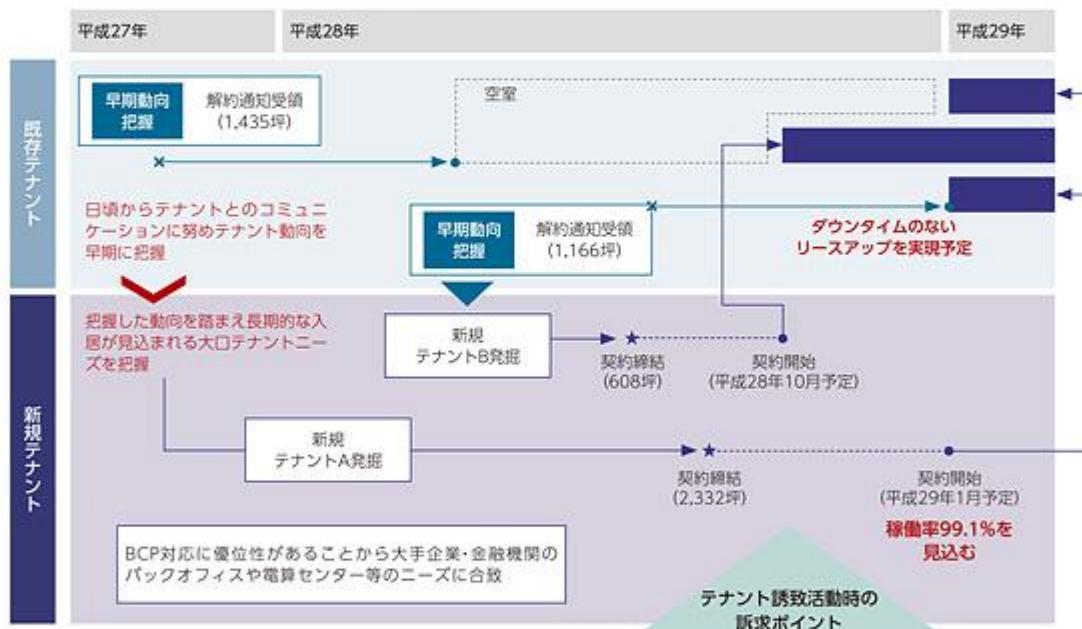 平成27年
平成28年
平成29年
既存テナント
早期動向
把握
解約通知受領
(1,435坪)
空室
日頃からテナントとのコミュニ
ケーションに努めテナント動向を
早期に把握
早期動向
把握
解約通知受領
(1,166坪)
ダウンタイムのない
リースアップを実現予定
新規テナント
把握した動向を踏まえ長期的な入
居が見込まれる大口テナントニー
ズを把握
新規
テナントB発掘
契約締結
(608坪)
契約開始
(平成28年10月予定)
新規
テナントA発掘
契約締結
(2,332坪)
契約開始
(平成29年1月予定)
稼働率99.1%を
見込む
BCP対応に優位性があることから大手企業・金融機関の
バックオフィスや電算センター等のニーズに合致
テナント誘致活動時の
訴求ポイント